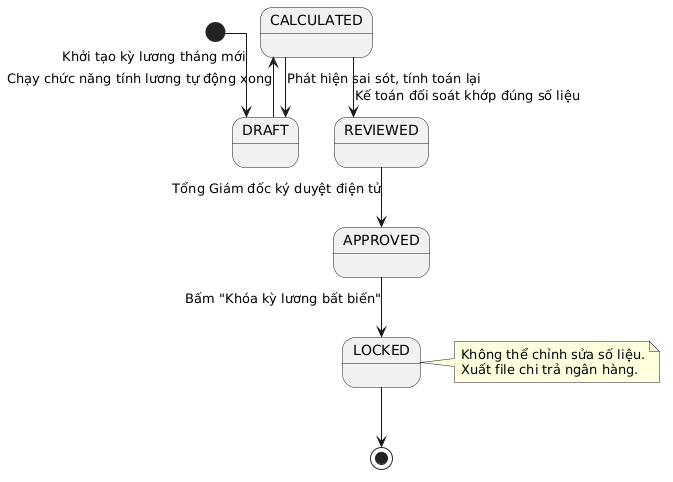 CALCULATED
Khởi tạo kỳ lương tháng mới
Chạy chức năng tính lương tự động xong
Phát hiện sai sót, tính toán lại
Kế toán đối soát khớp đúng số liệu
DRAFT
REVIEWED
Tổng Giám đốc ký duyệt điện tử
APPROVED
Bấm "Khóa kỳ lương bất biến"
LOCKED
Không thể chỉnh sửa số liệu.
Xuất file chi trả ngân hàng.